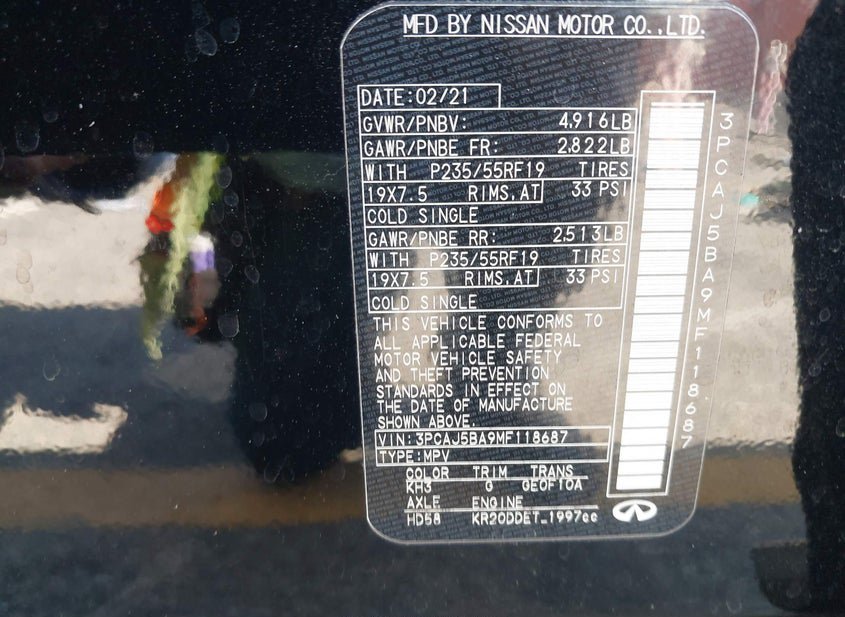 MFD BY NISSAN MOTOR CO.,LTD.
DATE:02/21
GVWR/PNBV: 4,916LB
GAWR/PNBE FR: 2,822LB
WITH P235/55RF19 TIRES
19X7.5 RIMS,AT 33 PSI
COLD SINGLE
GAWR/PNBE RR: 2,513LB
WITH P235/55RF19 TIRES
19X7.5 RIMS.AT 33 PSI
COLD SINGLE
THIS VEHICLE CONFORMS TO
ALL APPLICABLE FEDERAL
MOTOR VEHICLE SAFETY
AND THEFT PREVENTION
STANDARDS IN EFFECT ON
THE DATE OF MANUFACTURE
SHOWN ABOVE.
VIN:3PCAJ5BA9MF118687
TYPE:MPV
COLOR TRIM TRANS
KH3 G GEOF10A
AXLE ENGINE
HD58 KR20DDET_1997cc
3PCAJ5BA9MF118687